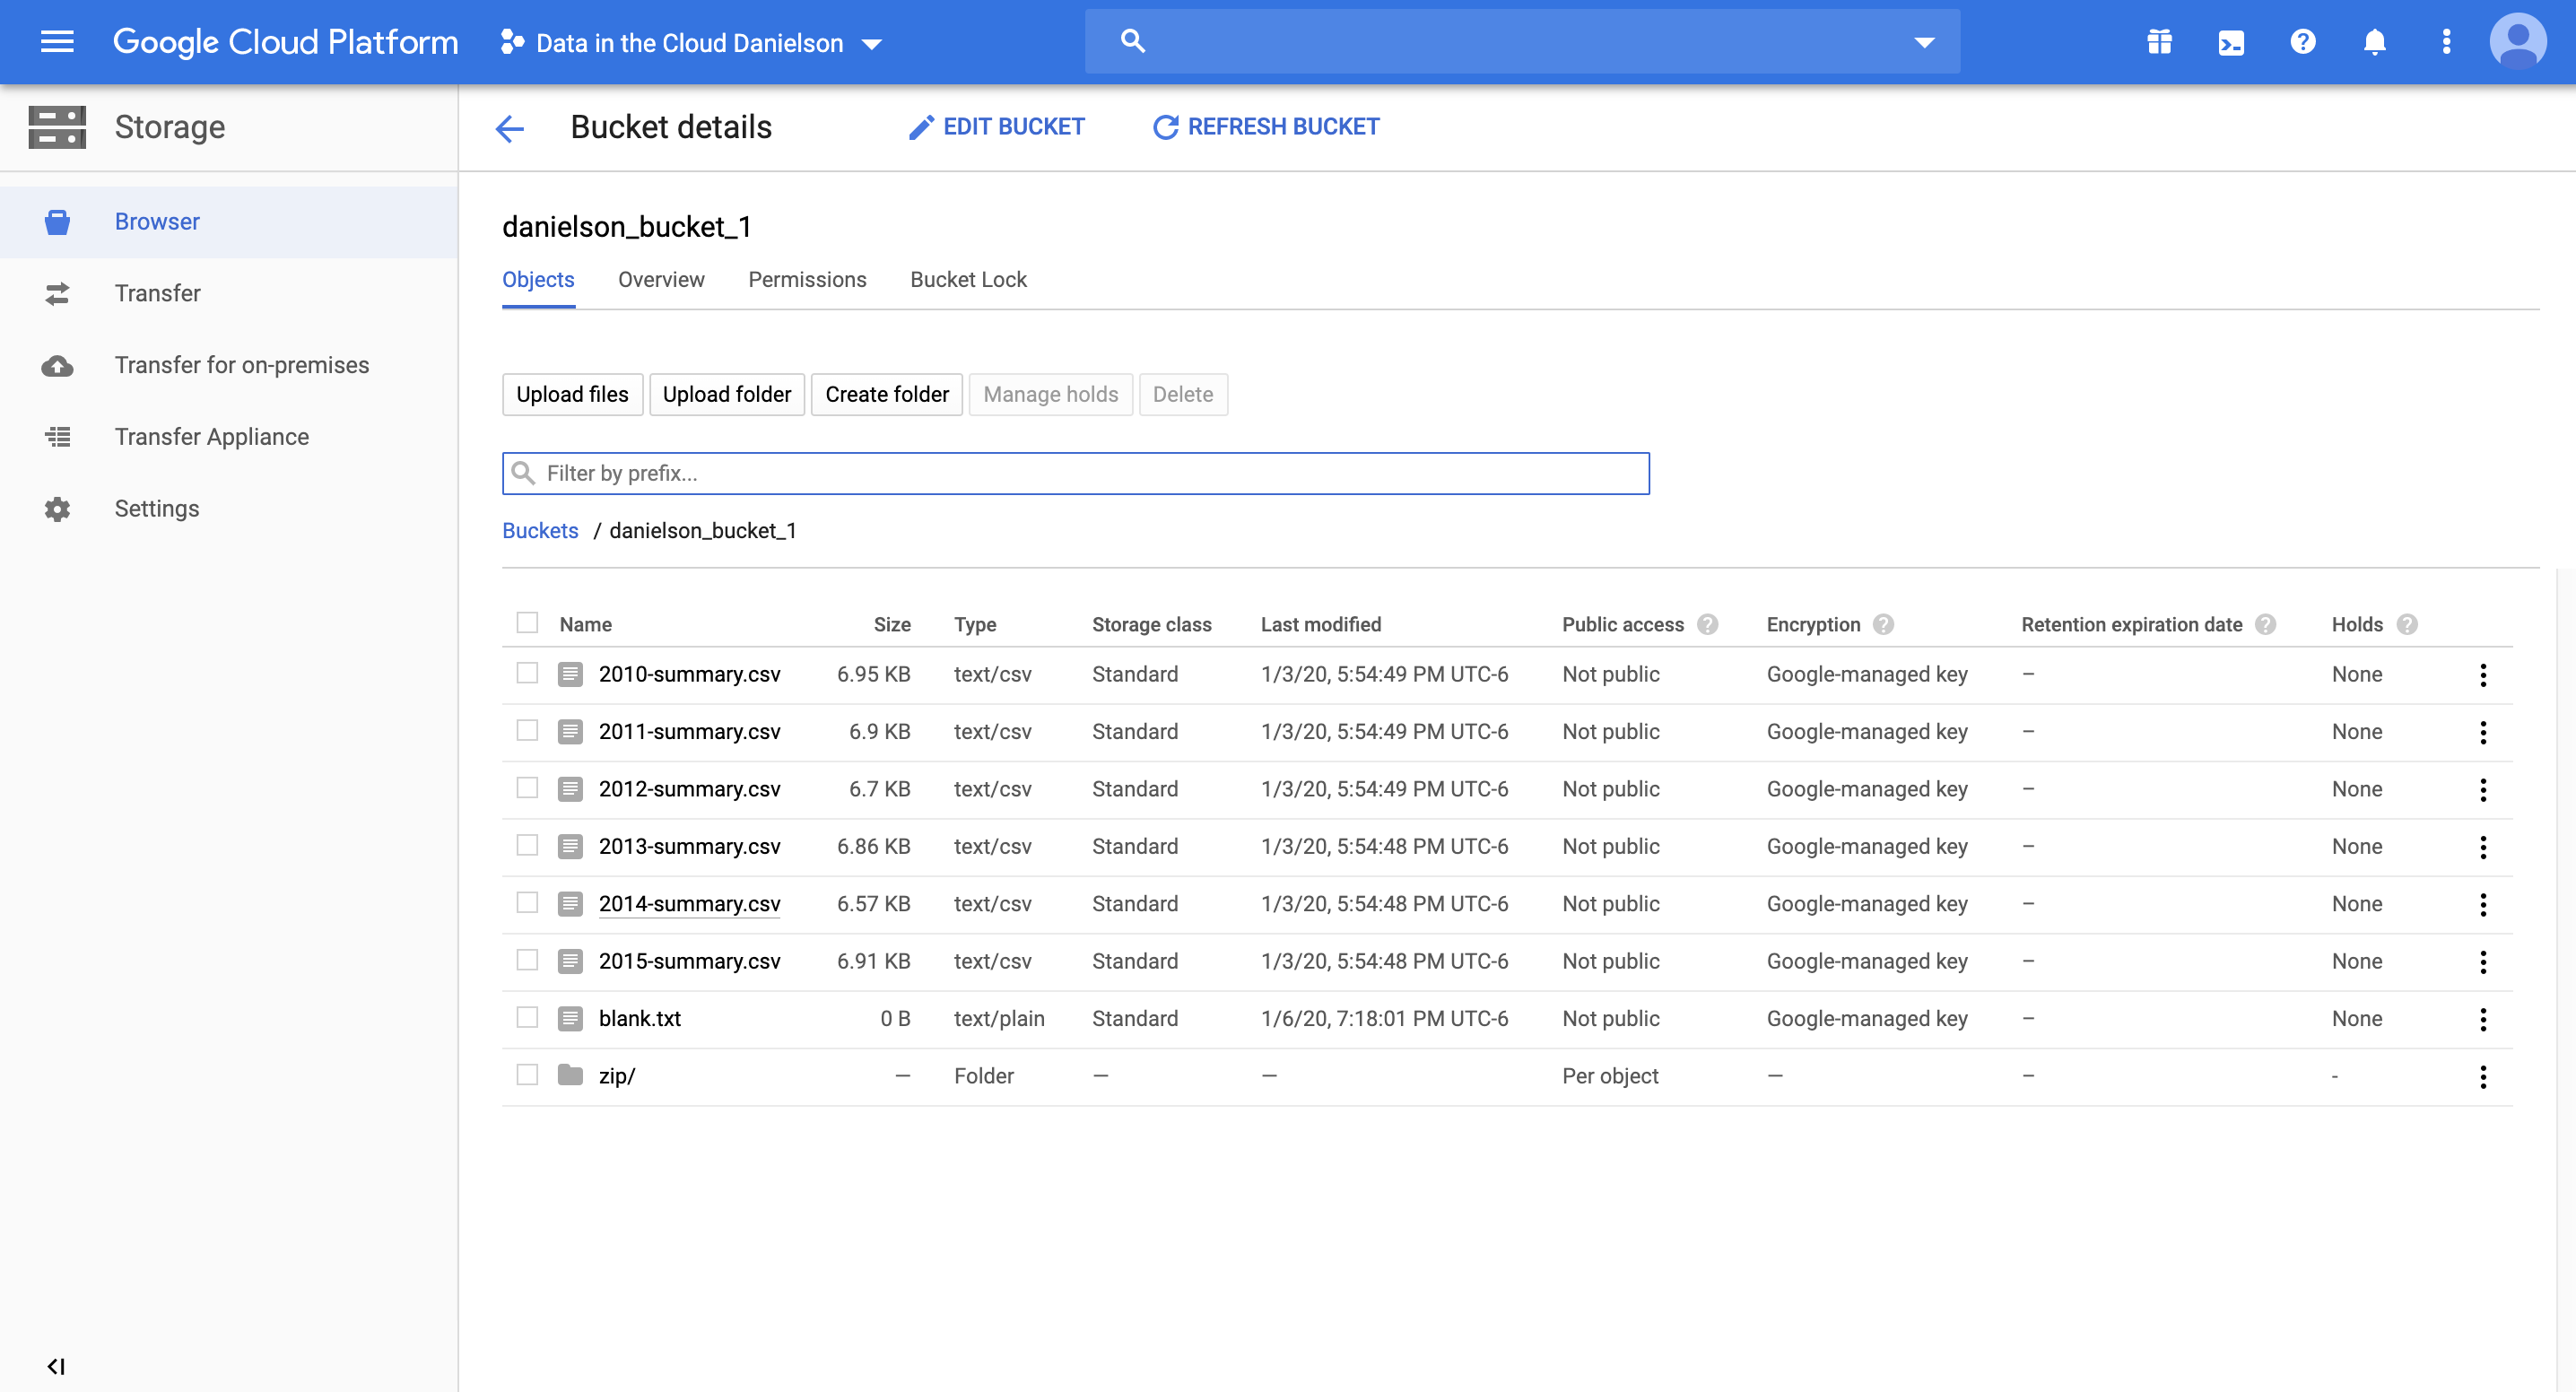 Google Cloud Platform
Data in the Cloud Danielson
Storage
Bucket details
EDIT BUCKET
REFRESH BUCKET
Browser
Transfer
Transfer for on-premises
Transfer Appliance
Settings
danielson_bucket_1
Objects Overview Permissions Bucket Lock
Upload files Upload folder Create folder Manage holds Delete
Filter by prefix...
Buckets / danielson_bucket_1
Name Size Type Storage class Last modified Public access Encryption Retention expiration date Holds
2010-summary.csv 6.95 KB text/csv Standard 1/3/20, 5:54:49 PM UTC-6 Not public Google-managed key – None
2011-summary.csv 6.9 KB text/csv Standard 1/3/20, 5:54:49 PM UTC-6 Not public Google-managed key – None
2012-summary.csv 6.7 KB text/csv Standard 1/3/20, 5:54:49 PM UTC-6 Not public Google-managed key – None
2013-summary.csv 6.86 KB text/csv Standard 1/3/20, 5:54:48 PM UTC-6 Not public Google-managed key – None
2014-summary.csv 6.57 KB text/csv Standard 1/3/20, 5:54:48 PM UTC-6 Not public Google-managed key – None
2015-summary.csv 6.91 KB text/csv Standard 1/3/20, 5:54:48 PM UTC-6 Not public Google-managed key – None
blank.txt 0 B text/plain Standard 1/6/20, 7:18:01 PM UTC-6 Not public Google-managed key – None
zip/ — Folder — — Per object — – -